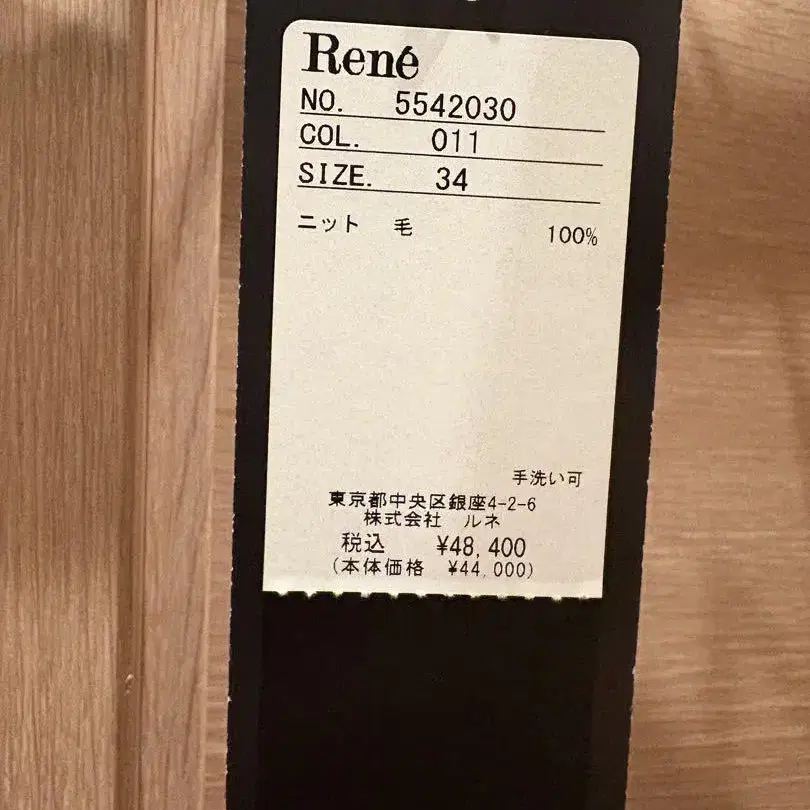 René
NO. 5542030
COL. 011
SIZE. 34
ニット 毛 100%
手洗い可
東京都中央区銀座4-2-6
株式会社 ルネ
税込 ¥48,400
(本体価格 ¥44,000)